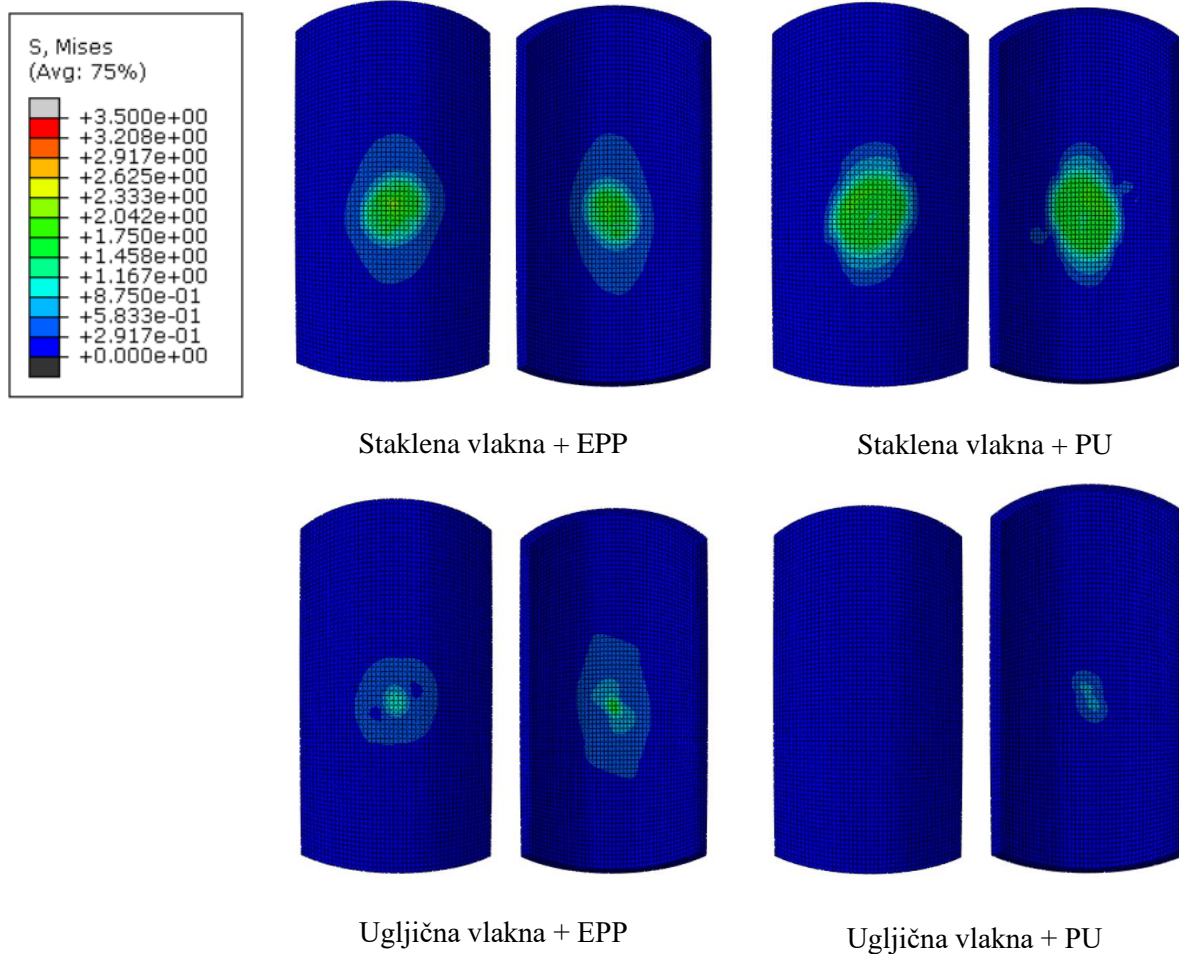 S, Mises
(Avg: 75%)
+3.500e+00
+3.208e+00
+2.917e+00
+2.625e+00
+2.333e+00
+2.042e+00
+1.750e+00
+1.458e+00
+1.167e+00
+8.750e-01
+5.833e-01
+2.917e-01
+0.000e+00
Staklena vlakna + EPP
Staklena vlakna + PU
Ugljična vlakna + EPP
Ugljična vlakna + PU